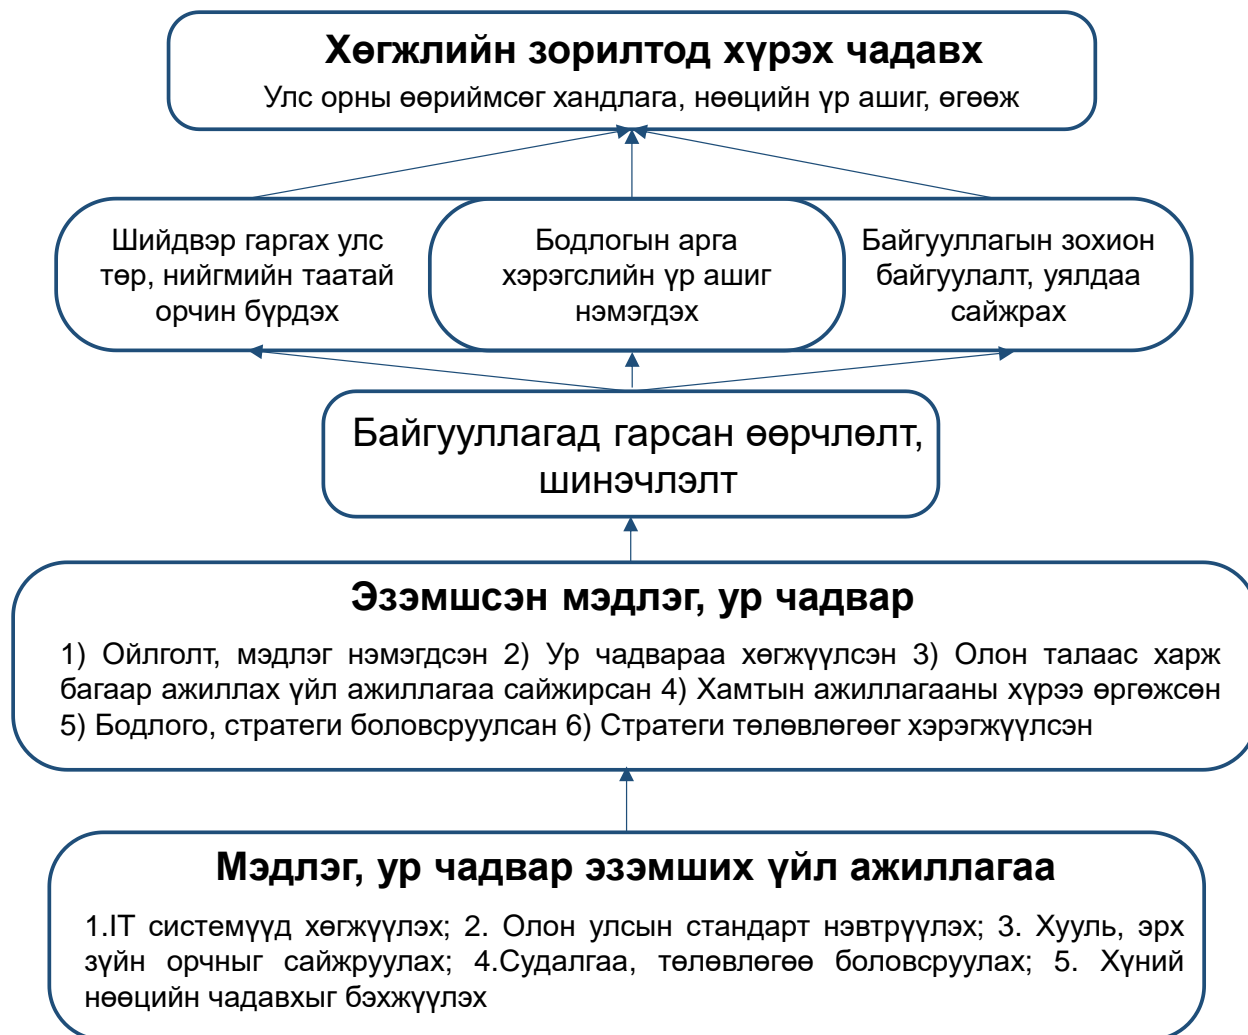 Хөгжлийн зорилтод хүрэх чадавх
Улс орны өөриймсөг хандлага, нөөцийн үр ашиг, өгөөж
Шийдвэр гаргах улс
төр, нийгмийн таатай
орчин бүрдэх
Бодлогын арга
хэрэгслийн үр ашиг
нэмэгдэх
Байгууллагын зохион
байгуулалт, уялдаа
сайжрах
Байгууллагад гарсан өөрчлөлт,
шинэчлэлт
Эзэмшсэн мэдлэг, ур чадвар
1) Ойлголт, мэдлэг нэмэгдсэн 2) Ур чадвараа хөгжүүлсэн 3) Олон талаас харж
багаар ажиллах үйл ажиллагаа сайжирсан 4) Хамтын ажиллагааны хүрээ өргөжсөн
5) Бодлого, стратеги боловсруулсан 6) Стратеги төлөвлөгөөг хэрэгжүүлсэн
Мэдлэг, ур чадвар эзэмших үйл ажиллагаа
1.IT системүүд хөгжүүлэх; 2. Олон улсын стандарт нэвтрүүлэх; 3. Хууль, эрх
зүйн орчныг сайжруулах; 4.Судалгаа, төлөвлөгөө боловсруулах; 5. Хүний
нөөцийн чадавхыг бэхжүүлэх